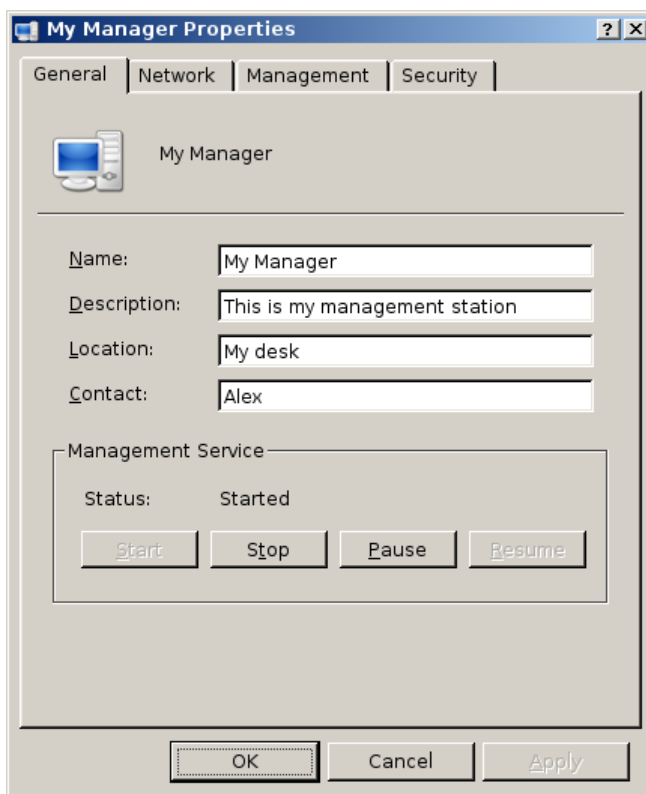 My Manager Properties
General Network Management Security
My Manager
Name: My Manager
Description: This is my management station
Location: My desk
Contact: Alex
Management Service
Status: Started
Start Stop Pause Resume
OK Cancel Apply